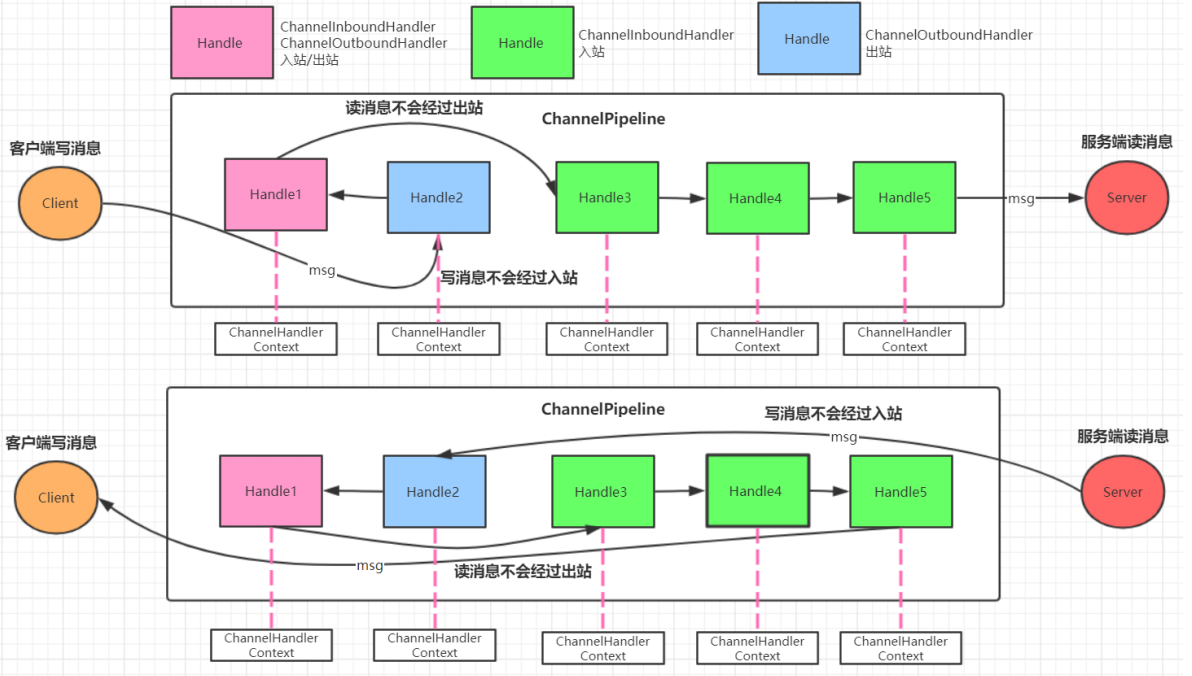 Handle
ChannelInboundHandler
ChannelOutboundHandler
入站/出站
Handle
ChannelInboundHandler
入站
Handle
ChannelOutboundHandler
出站
读消息不会经过出站
ChannelPipeline
客户端写消息
服务端读消息
Client
Handle1
Handle2
Handle3
Handle4
Handle5
msg
Server
msg
写消息不会经过入站
ChannelHandler
Context
ChannelHandler
Context
ChannelHandler
Context
ChannelHandler
Context
ChannelHandler
Context
ChannelPipeline
写消息不会经过入站
客户端写消息
msg
服务端读消息
Client
Handle1
Handle2
Handle3
Handle4
Handle5
Server
msg
读消息不会经过出站
ChannelHandler
Context
ChannelHandler
Context
ChannelHandler
Context
ChannelHandler
Context
ChannelHandler
Context